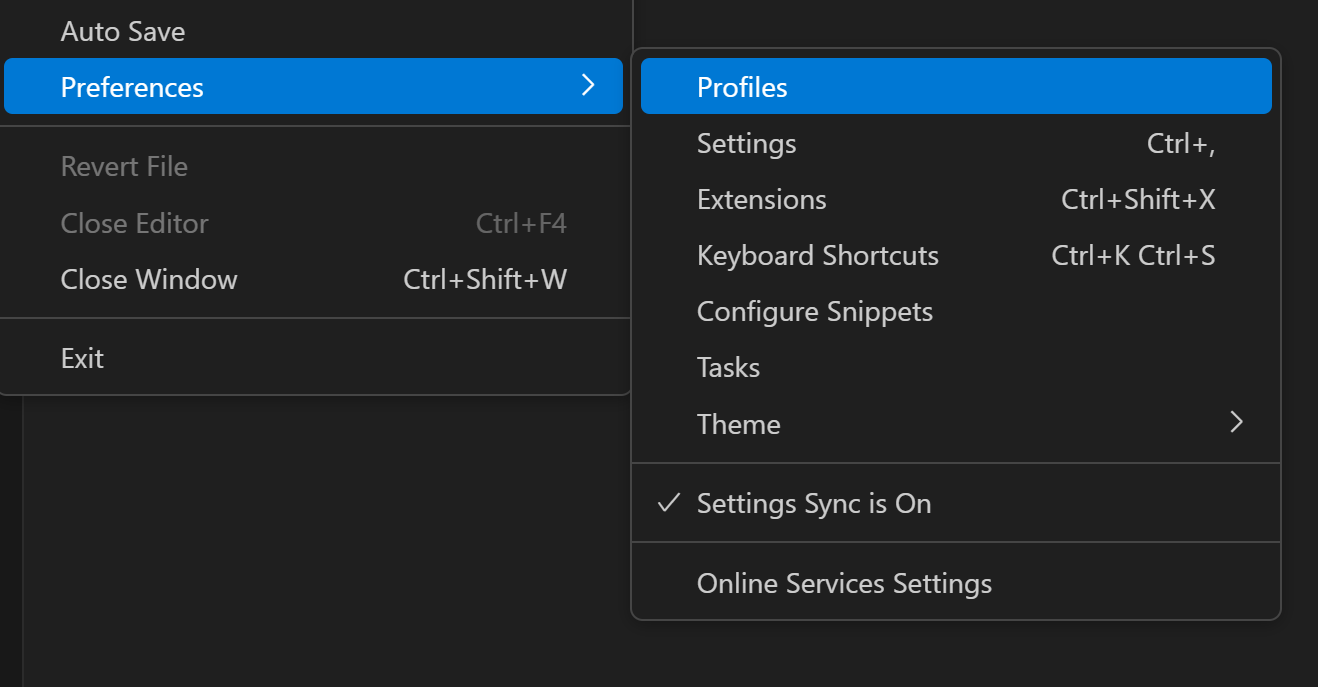 Auto Save
Preferences
Revert File
Close Editor Ctrl+F4
Close Window Ctrl+Shift+W
Exit
Profiles
Settings Ctrl+,
Extensions Ctrl+Shift+X
Keyboard Shortcuts Ctrl+K Ctrl+S
Configure Snippets
Tasks
Theme
Settings Sync is On
Online Services Settings